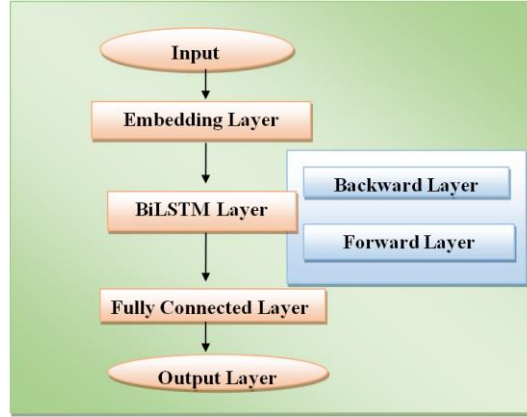 Input
Embedding Layer
Backward Layer
BiLSTM Layer
Forward Layer
Fully Connected Layer
Output Layer